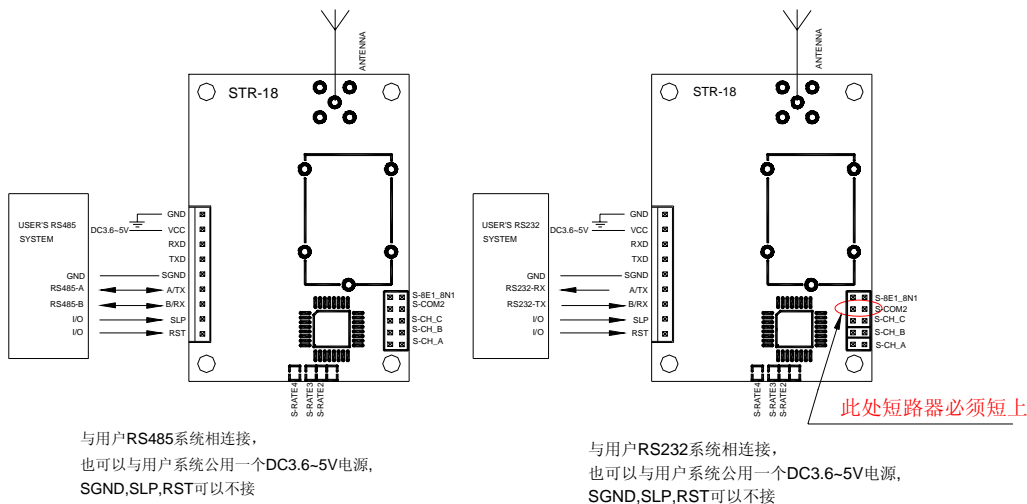 ANTENNA
STR-18
USER'S RS485
SYSTEM
DC3.6~5V
GND
VCC
RXD
TXD
GND
SGND
RS485-A
A/TX
RS485-B
B/RX
I/O
SLP
I/O
RST
S-8E1_8N1
S-COM2
S-CH_C
S-CH_B
S-CH_A
S-RATE4
S-RATE3
S-RATE2
与用户RS485系统相连接，
也可以与用户系统公用一个DC3.6~5V电源,
SGND,SLP,RST可以不接
ANTENNA
STR-18
USER'S RS232
SYSTEM
DC3.6~5V
GND
VCC
RXD
TXD
GND
SGND
RS232-RX
A/TX
RS232-TX
B/RX
I/O
SLP
I/O
RST
S-8E1_8N1
S-COM2
S-CH_C
S-CH_B
S-CH_A
S-RATE4
S-RATE3
S-RATE2
此处短路器必须短上
与用户RS232系统相连接，
也可以与用户系统公用一个DC3.6~5V电源,
SGND,SLP,RST可以不接